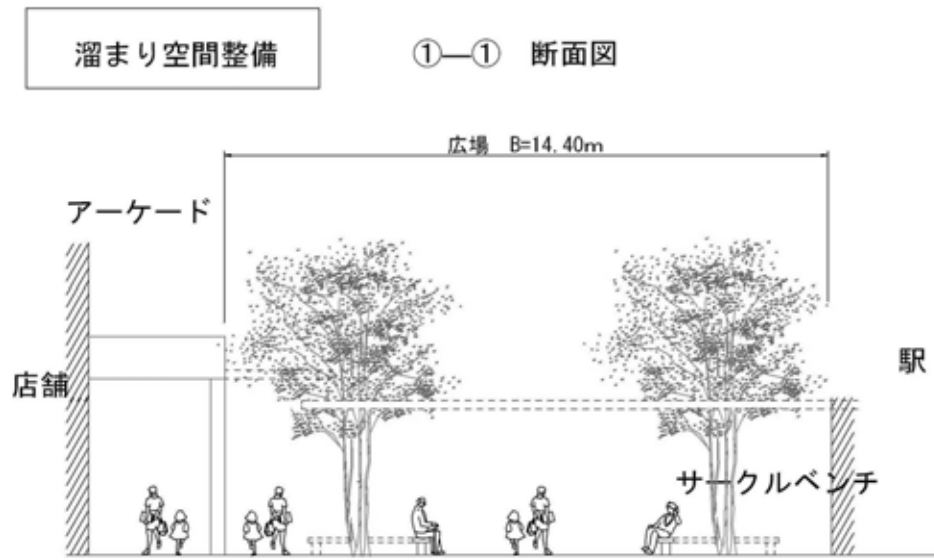 溜まり空間整備
①―① 断面図
広場 B=14.40m
アーケード
店舗
駅
サークルベンチ